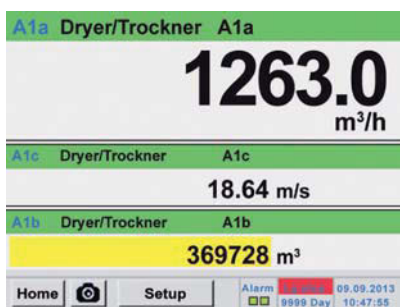 A1a Dryer/Trockner A1a
1263.0
m³/h
A1c Dryer/Trockner A1c
18.64 m/s
A1b Dryer/Trockner A1b
369728 m³
Home Setup Alarm 09.09.2013
9999 Day 10:47:55